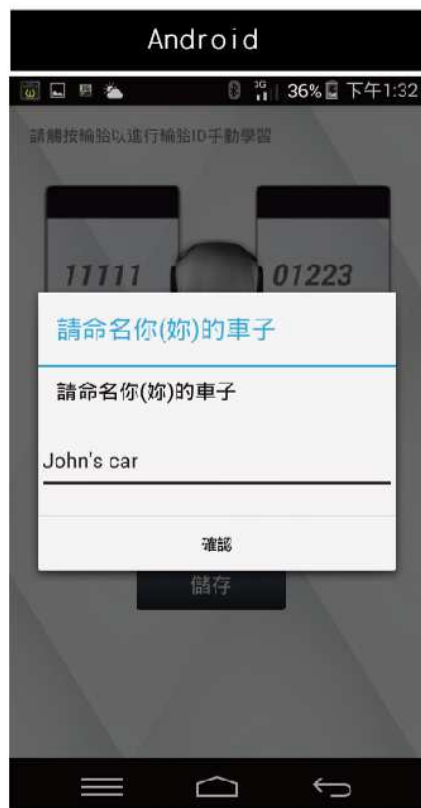 Android
3G 36% 下午1:32
請觸按輪胎以進行輪胎ID手動學習
11111 01223
請命名你(妳)的車子
請命名你(妳)的車子
John's car
確認
儲存